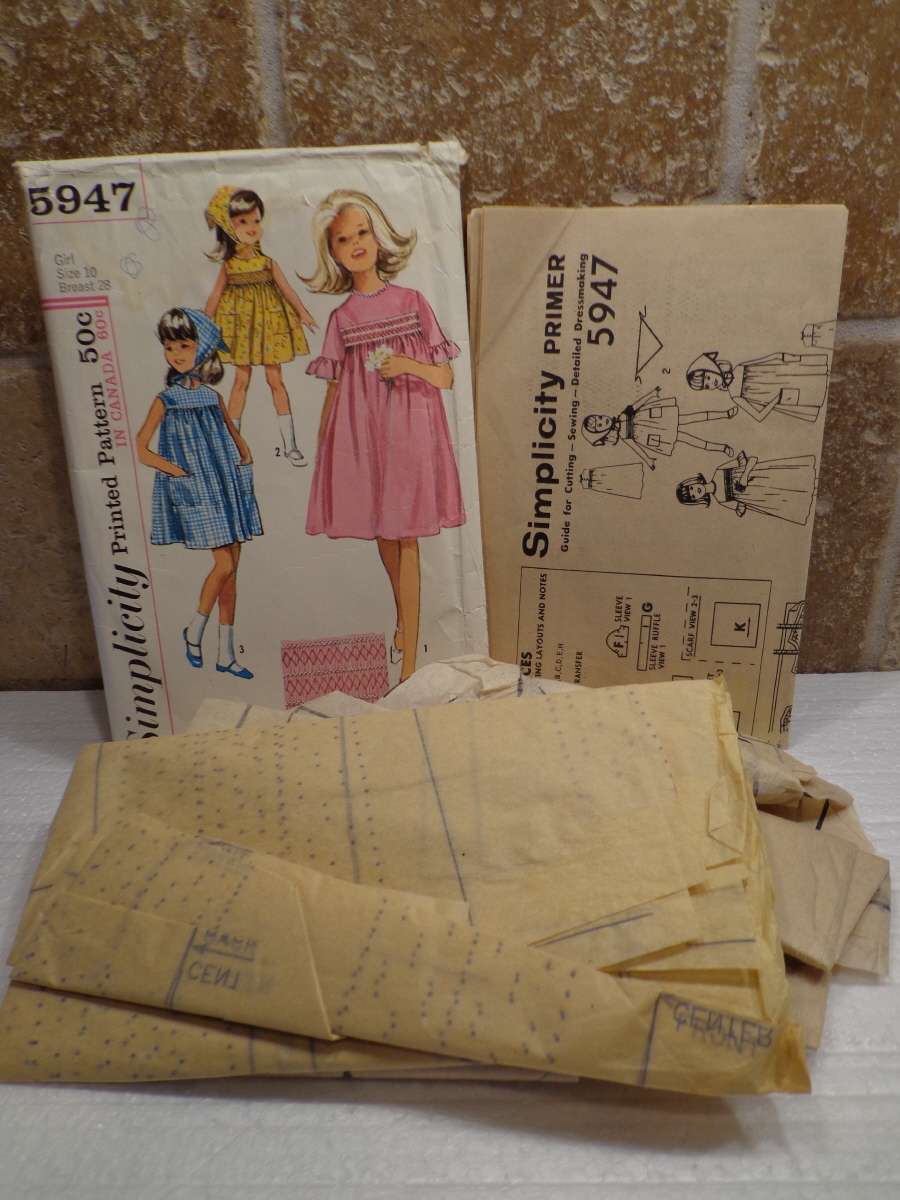 5947
Girl
Size 10
Breast 28
Simplicity Printed Pattern 50c
IN CANADA 60c
2
3
1
Simplicity PRIMER
Guide for Cutting – Sewing – Detailed Dressmaking
5947
2
CES
ING LAYOUTS AND NOTES
B,C,D,E,H
RANSFER
F
SLEEVE
VIEW 1
G
SLEEVE RUFFLE
VIEW 1
SCARF VIEW 2-3
K
CENTER
CENTER
FRONT